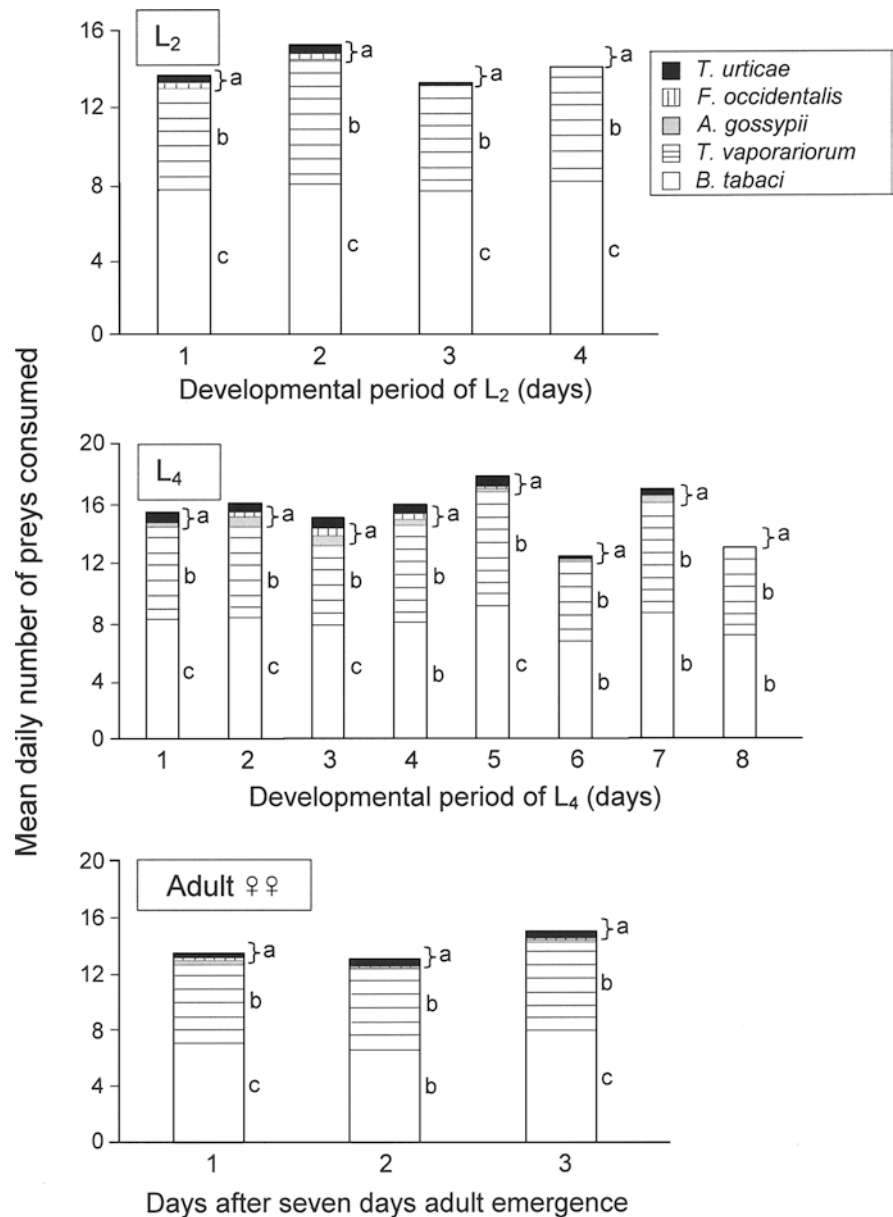 Mean daily number of preys consumed
L₂
16
12
8
4
0
a
b
c
a
b
c
a
b
c
a
b
c
1 2 3 4
Developmental period of L₂ (days)
T. urticae
F. occidentalis
A. gossypii
T. vaporariorum
B. tabaci
L₄
20
16
12
8
4
0
a
b
c
a
b
c
a
b
c
a
b
b
a
b
c
a
b
b
a
b
b
a
b
b
1 2 3 4 5 6 7 8
Developmental period of L₄ (days)
Adult ♀♀
20
16
12
8
4
0
a
b
c
a
b
b
a
b
c
1 2 3
Days after seven days adult emergence